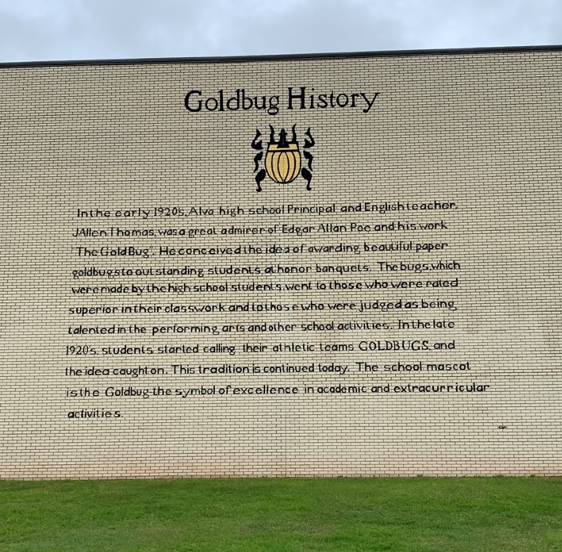 Goldbug History
In the early 1920s, Alva high school Principal and English teacher,
J Allen Thomas, was a great admirer of Edgar Allan Poe and his work
"The Gold Bug". He conceived the idea of awarding beautiful paper
goldbugs to outstanding students at honor banquets. The bugs, which
were made by the high school students, went to those who were rated
superior in their classwork and to those who were judged as being
talented in the performing arts and other school activities. In the late
1920's, students started calling their athletic teams GOLDBUGS, and
the idea caught on. This tradition is continued today. The school mascot
is the Goldbug-the symbol of excellence in academic and extracurricular
activities.